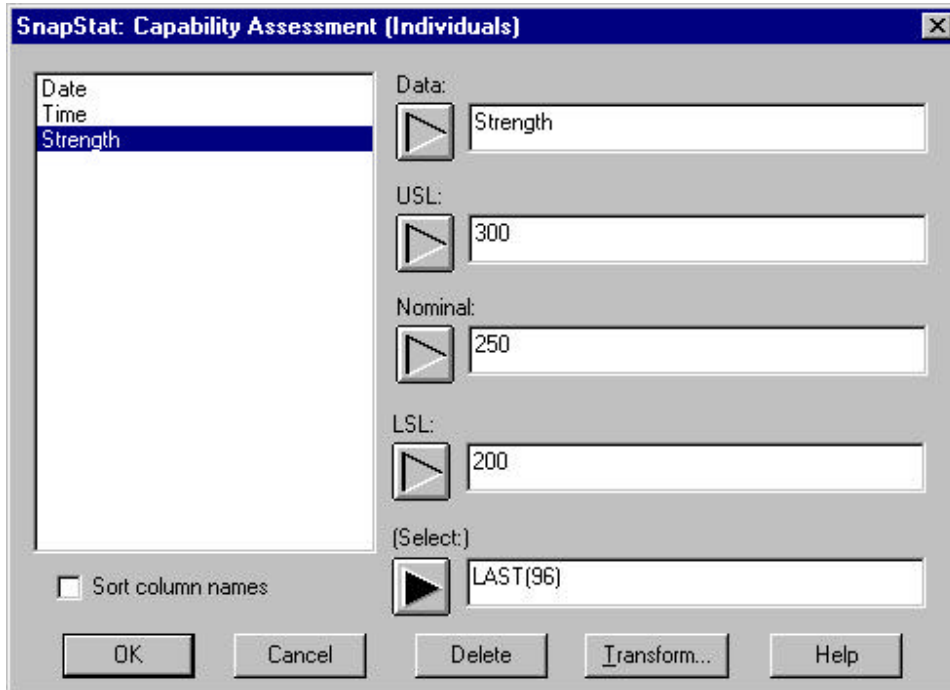 SnapStat: Capability Assessment (Individuals)
Date
Time
Strength
Sort column names
Data:
Strength
USL:
300
Nominal:
250
LSL:
200
(Select:)
LAST(96)
OK
Cancel
Delete
Transform...
Help